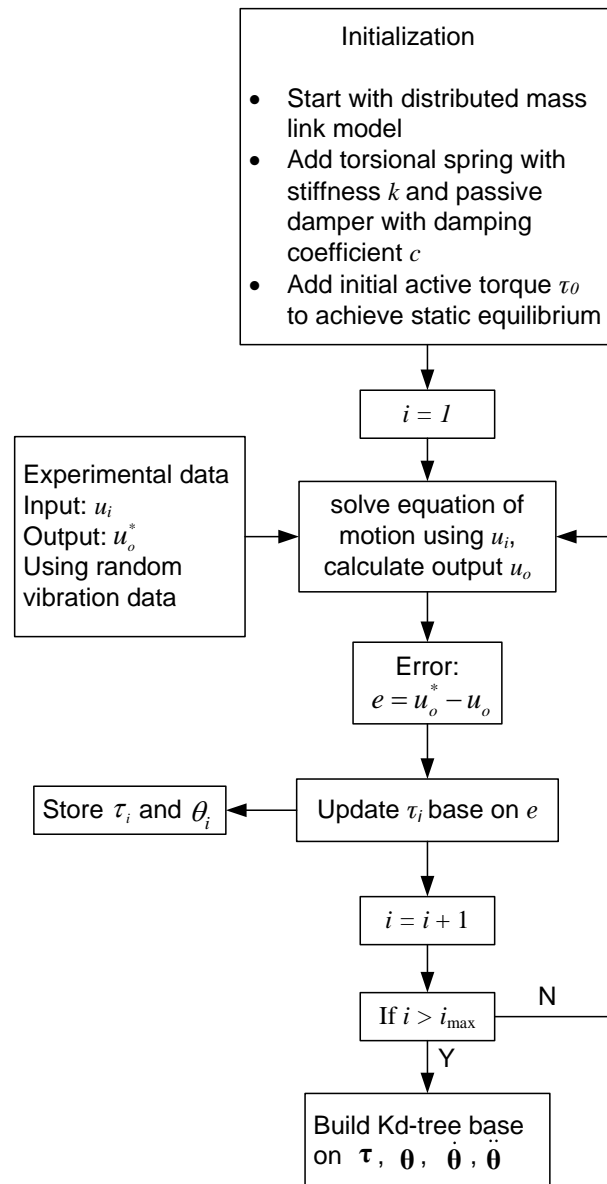 Initialization
• Start with distributed mass
link model
• Add torsional spring with
stiffness k and passive
damper with damping
coefficient c
• Add initial active torque τ₀
to achieve static equilibrium
i = 1
Experimental data
Input: uᵢ
Output: uₒ*
Using random
vibration data
solve equation of
motion using uᵢ,
calculate output uₒ
Error:
e = uₒ* − uₒ
Store τᵢ and θᵢ
Update τᵢ base on e
i = i + 1
If i > i_max
N
Y
Build Kd-tree base
on τ, θ, θ̇, θ̈